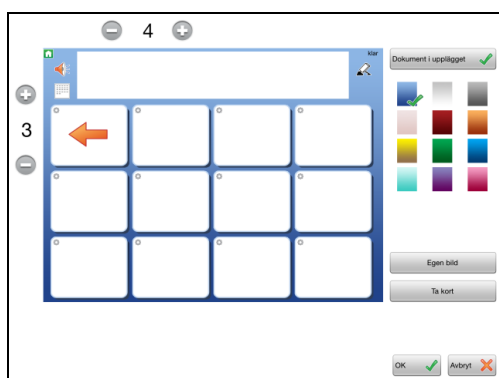 4
klar
Dokument i upplägget
3
Egen bild
Ta kort
OK
Avbryt